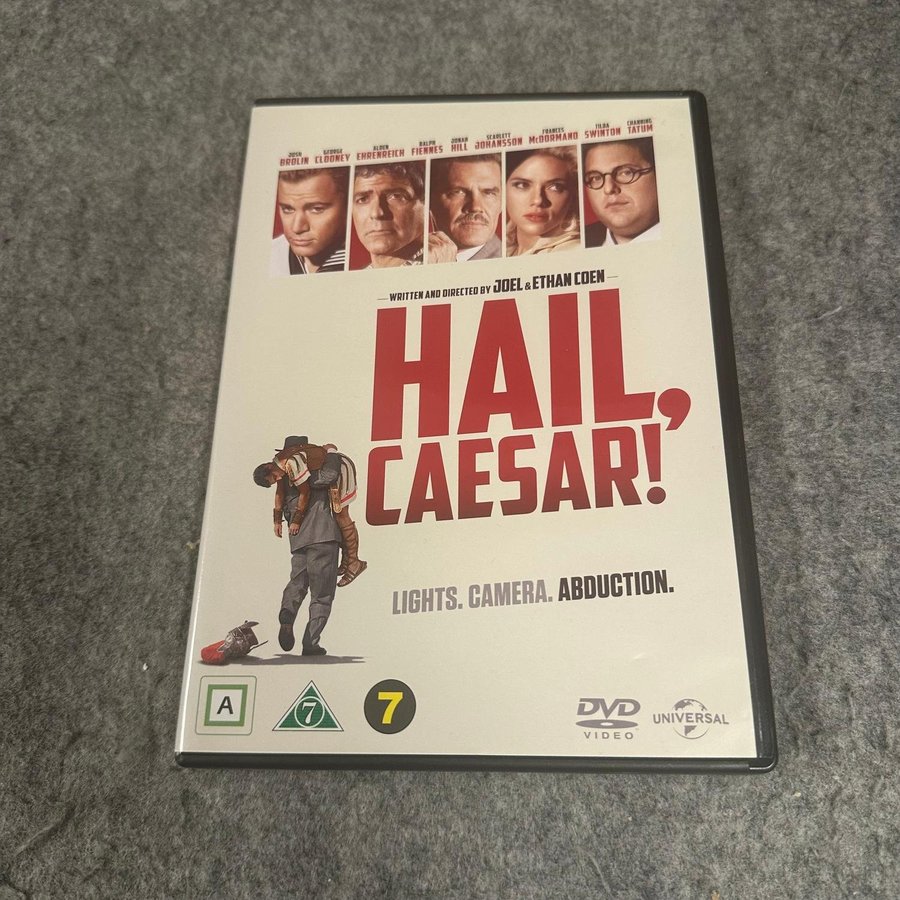 JOSH BROLIN GEORGE CLOONEY ALDEN EHRENREICH RALPH FIENNES JONAH HILL SCARLETT JOHANSSON FRANCES McDORMAND TILDA SWINTON CHANNING TATUM
WRITTEN AND DIRECTED BY JOEL & ETHAN COEN
HAIL,
CAESAR!
LIGHTS. CAMERA. ABDUCTION.
A 7 7 DVD VIDEO UNIVERSAL